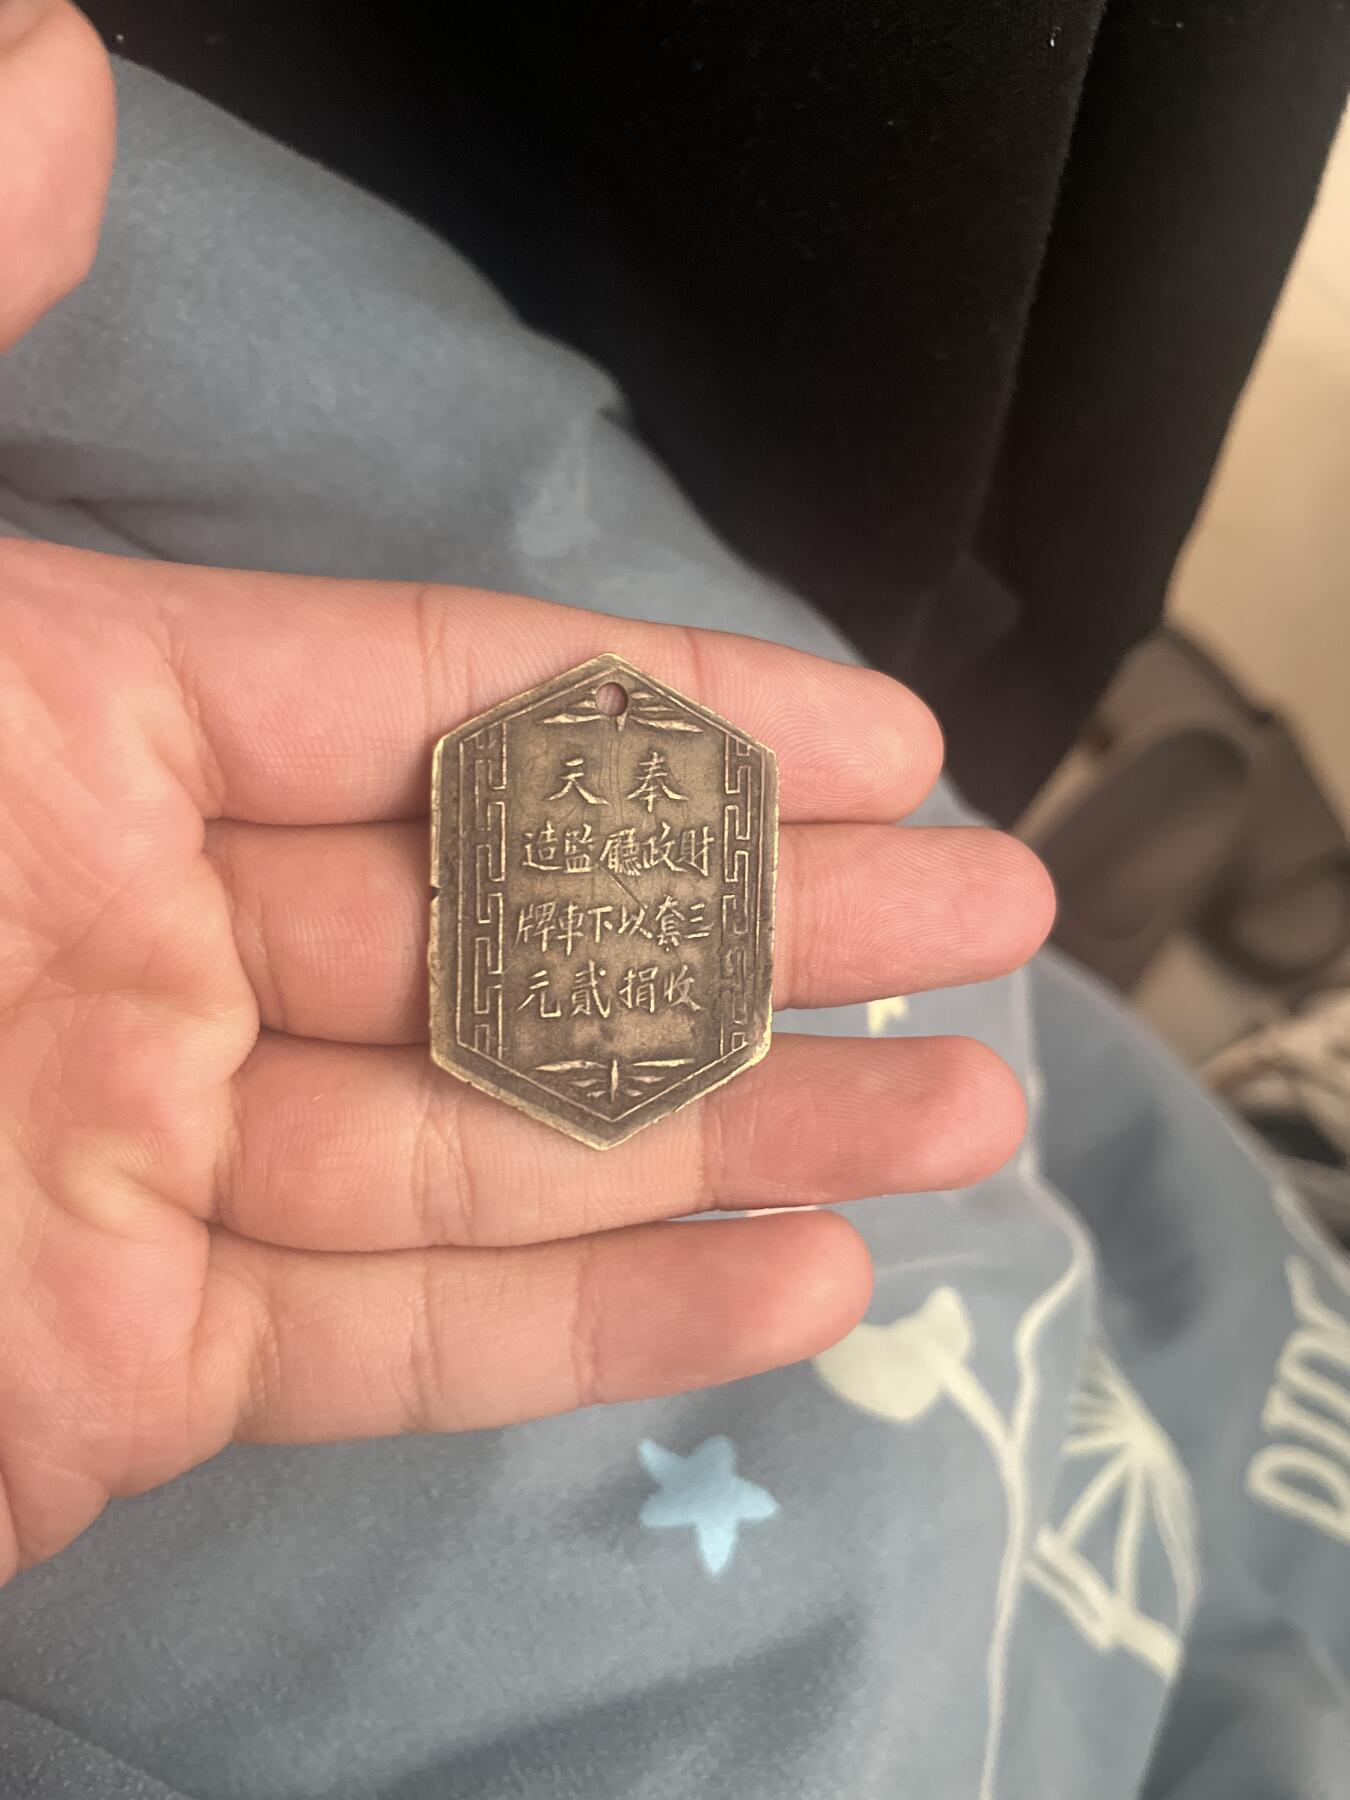 奉天
財政廳監造
三套以下車牌
收捐貳元